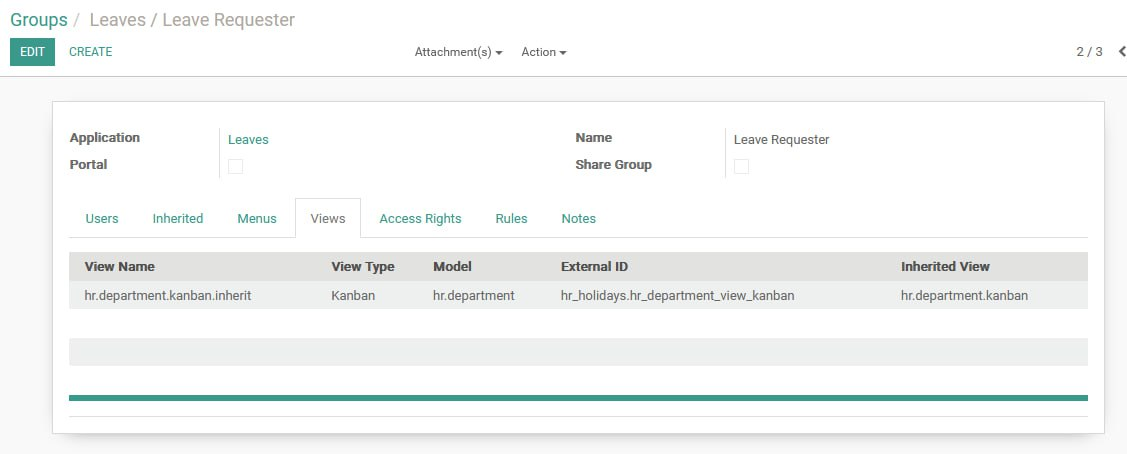 Groups / Leaves / Leave Requester
EDIT CREATE Attachment(s) Action 2 / 3
Application Leaves Name Leave Requester
Portal Share Group
Users Inherited Menus Views Access Rights Rules Notes
View Name View Type Model External ID Inherited View
hr.department.kanban.inherit Kanban hr.department hr_holidays.hr_department_view_kanban hr.department.kanban